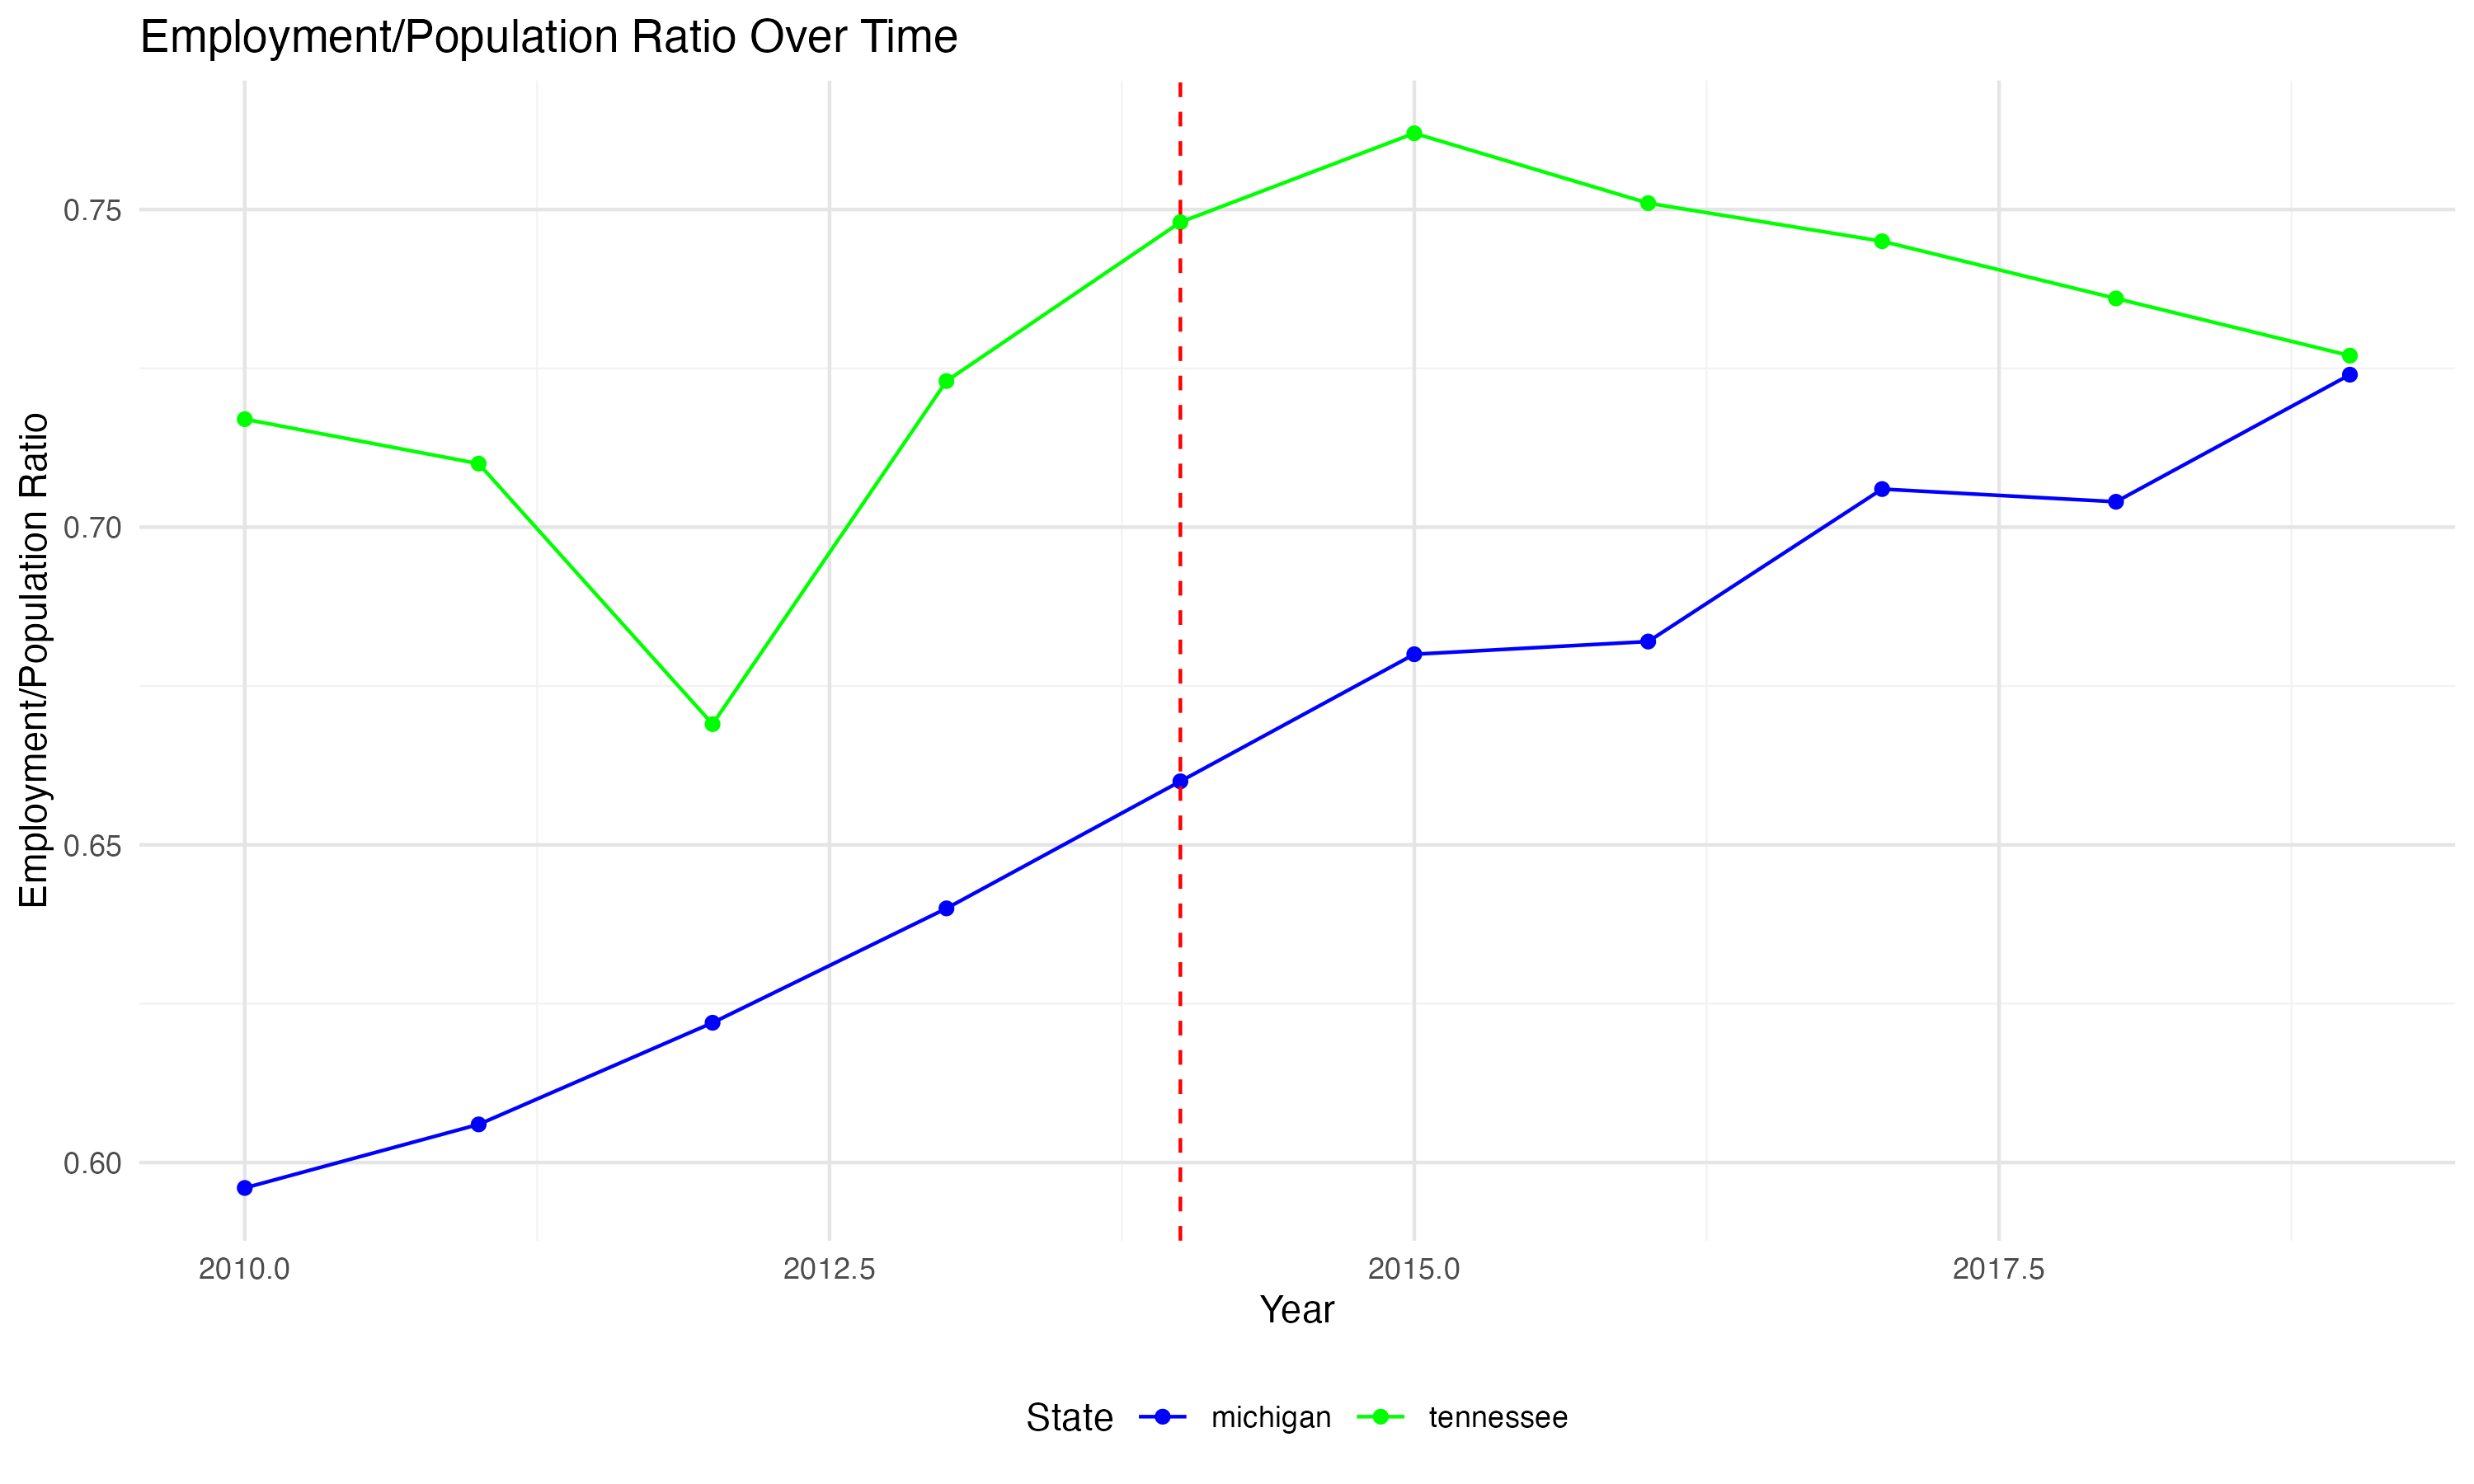 Employment/Population Ratio Over Time
Employment/Population Ratio
0.75
0.70
0.65
0.60
2010.0 2012.5 2015.0 2017.5
Year
State michigan tennessee